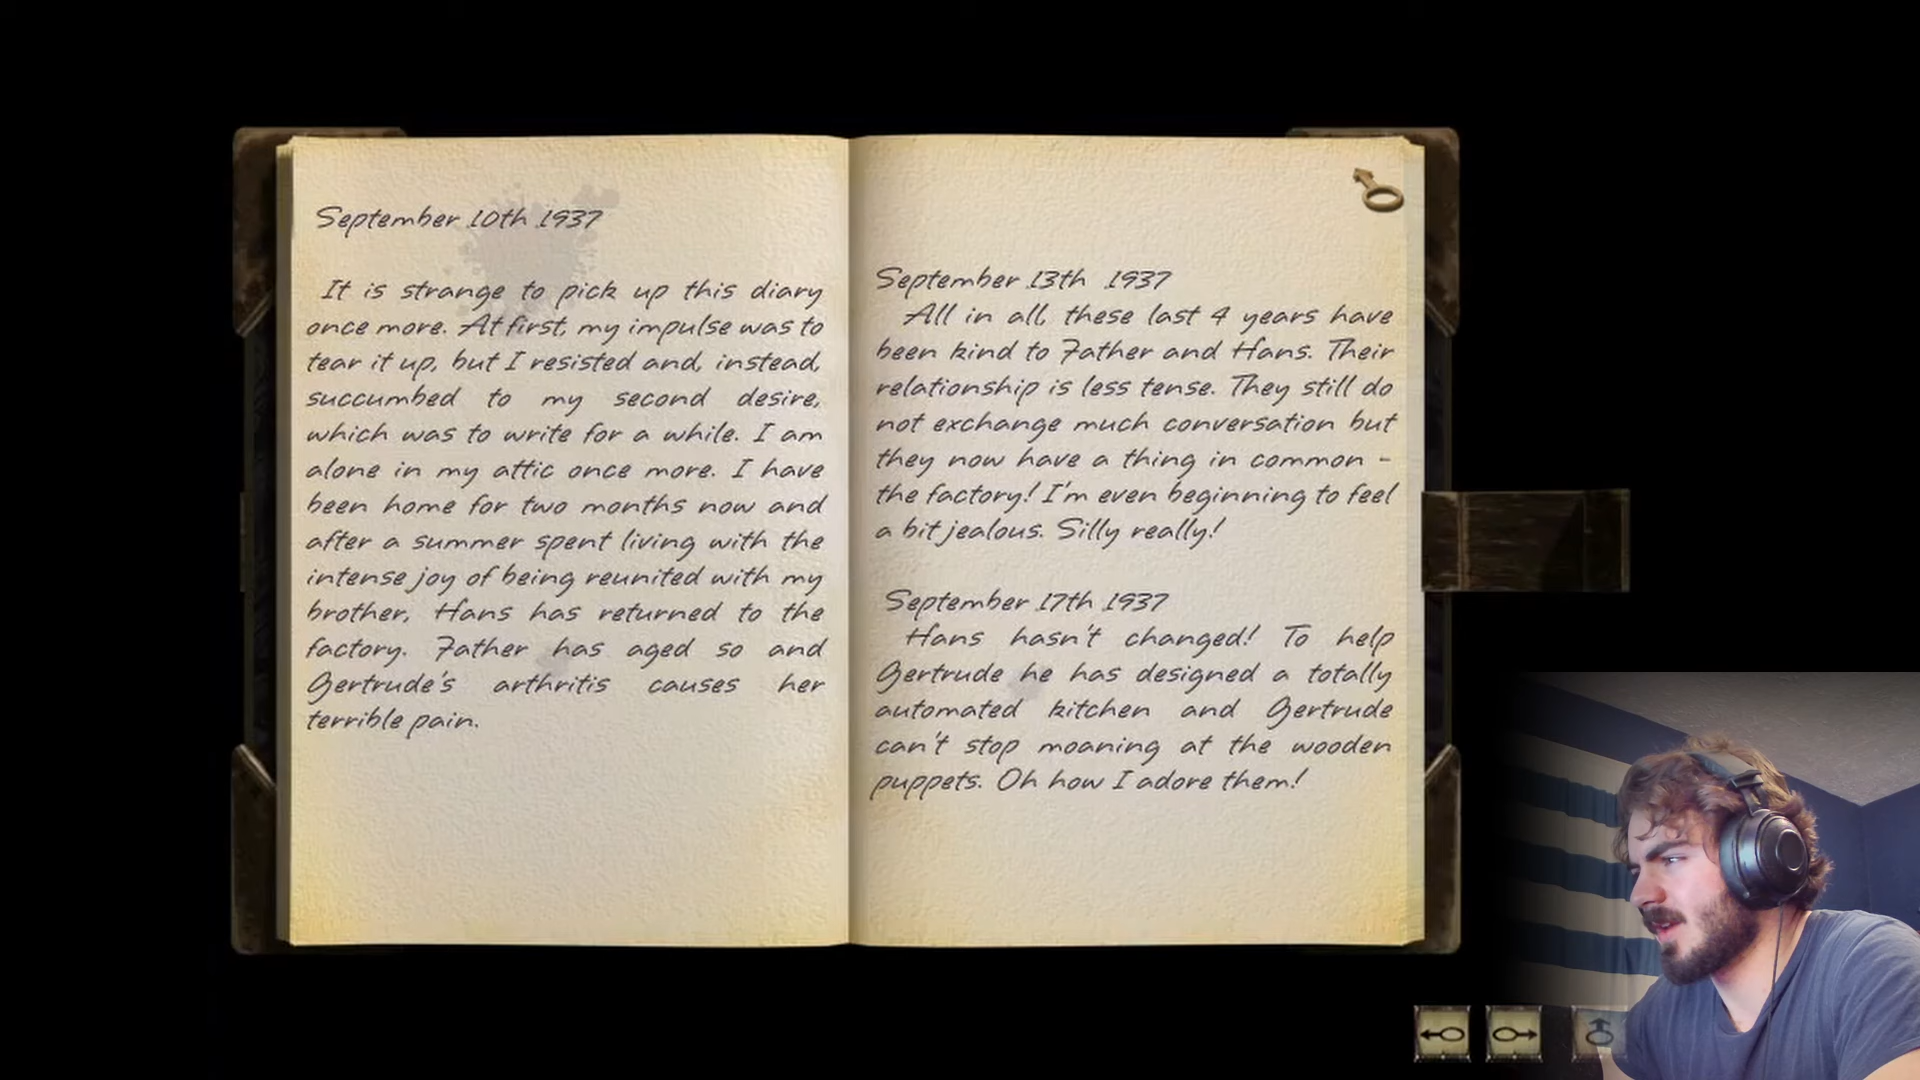 September 10th 1937
It is strange to pick up this diary
once more. At first, my impulse was to
tear it up, but I resisted and, instead,
succumbed to my second desire,
which was to write for a while. I am
alone in my attic once more. I have
been home for two months now and
after a summer spent living with the
intense joy of being reunited with my
brother, Hans has returned to the
factory. Father has aged so and
Gertrude's arthritis causes her
terrible pain.
September 13th 1937
All in all, these last 4 years have
been kind to Father and Hans. Their
relationship is less tense. They still do
not exchange much conversation but
they now have a thing in common -
the factory! I'm even beginning to feel
a bit jealous. Silly really!
September 17th 1937
Hans hasn't changed! To help
Gertrude he has designed a totally
automated kitchen and Gertrude
can't stop moaning at the wooden
puppets. Oh how I adore them!